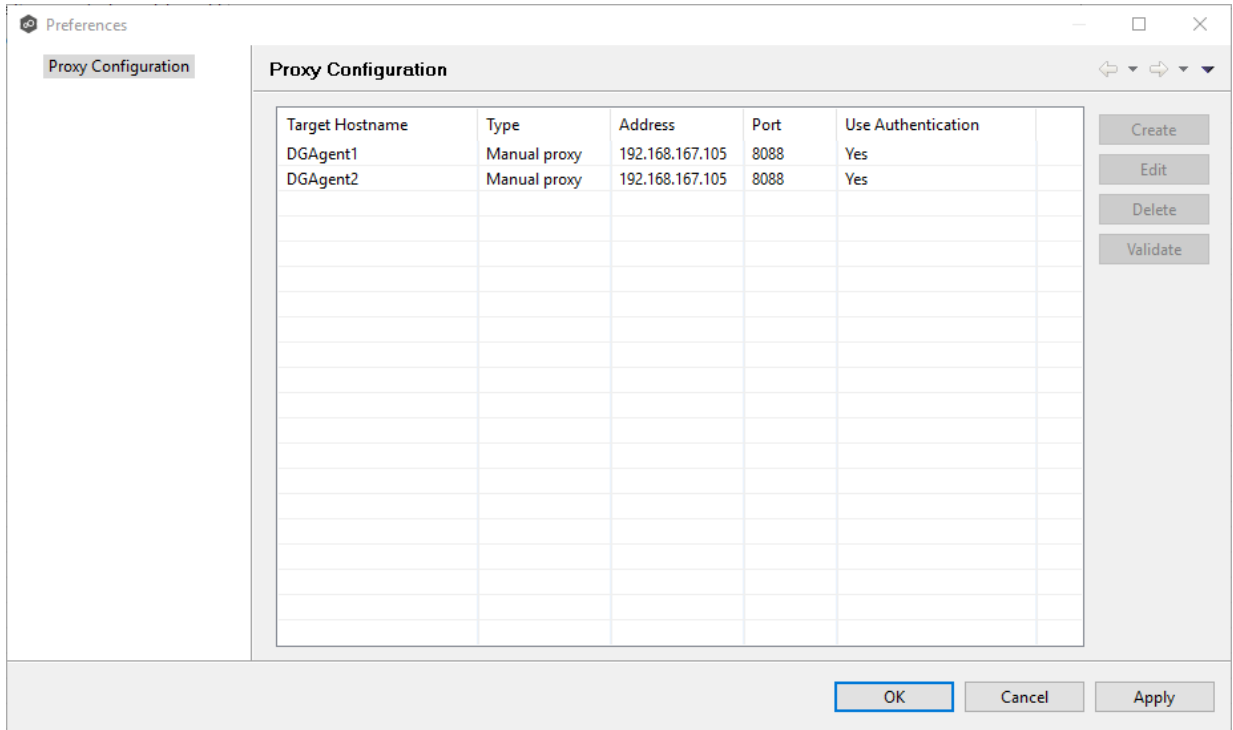 Preferences
Proxy Configuration
Proxy Configuration
Target Hostname Type Address Port Use Authentication
DGAgent1 Manual proxy 192.168.167.105 8088 Yes
DGAgent2 Manual proxy 192.168.167.105 8088 Yes
Create
Edit
Delete
Validate
OK Cancel Apply